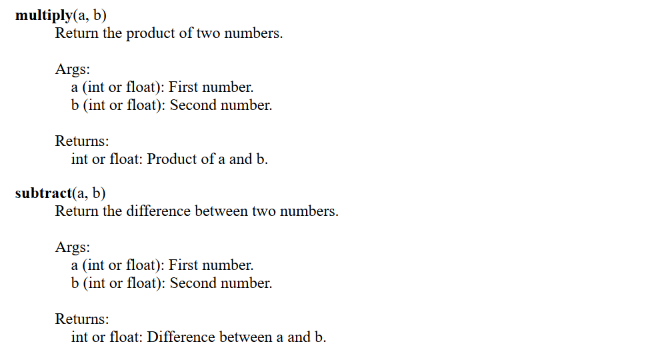 multiply(a, b)
Return the product of two numbers.
Args:
a (int or float): First number.
b (int or float): Second number.
Returns:
int or float: Product of a and b.
subtract(a, b)
Return the difference between two numbers.
Args:
a (int or float): First number.
b (int or float): Second number.
Returns:
int or float: Difference between a and b.